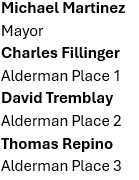 Michael Martinez
Mayor
Charles Fillinger
Alderman Place 1
David Tremblay
Alderman Place 2
Thomas Repino
Alderman Place 3